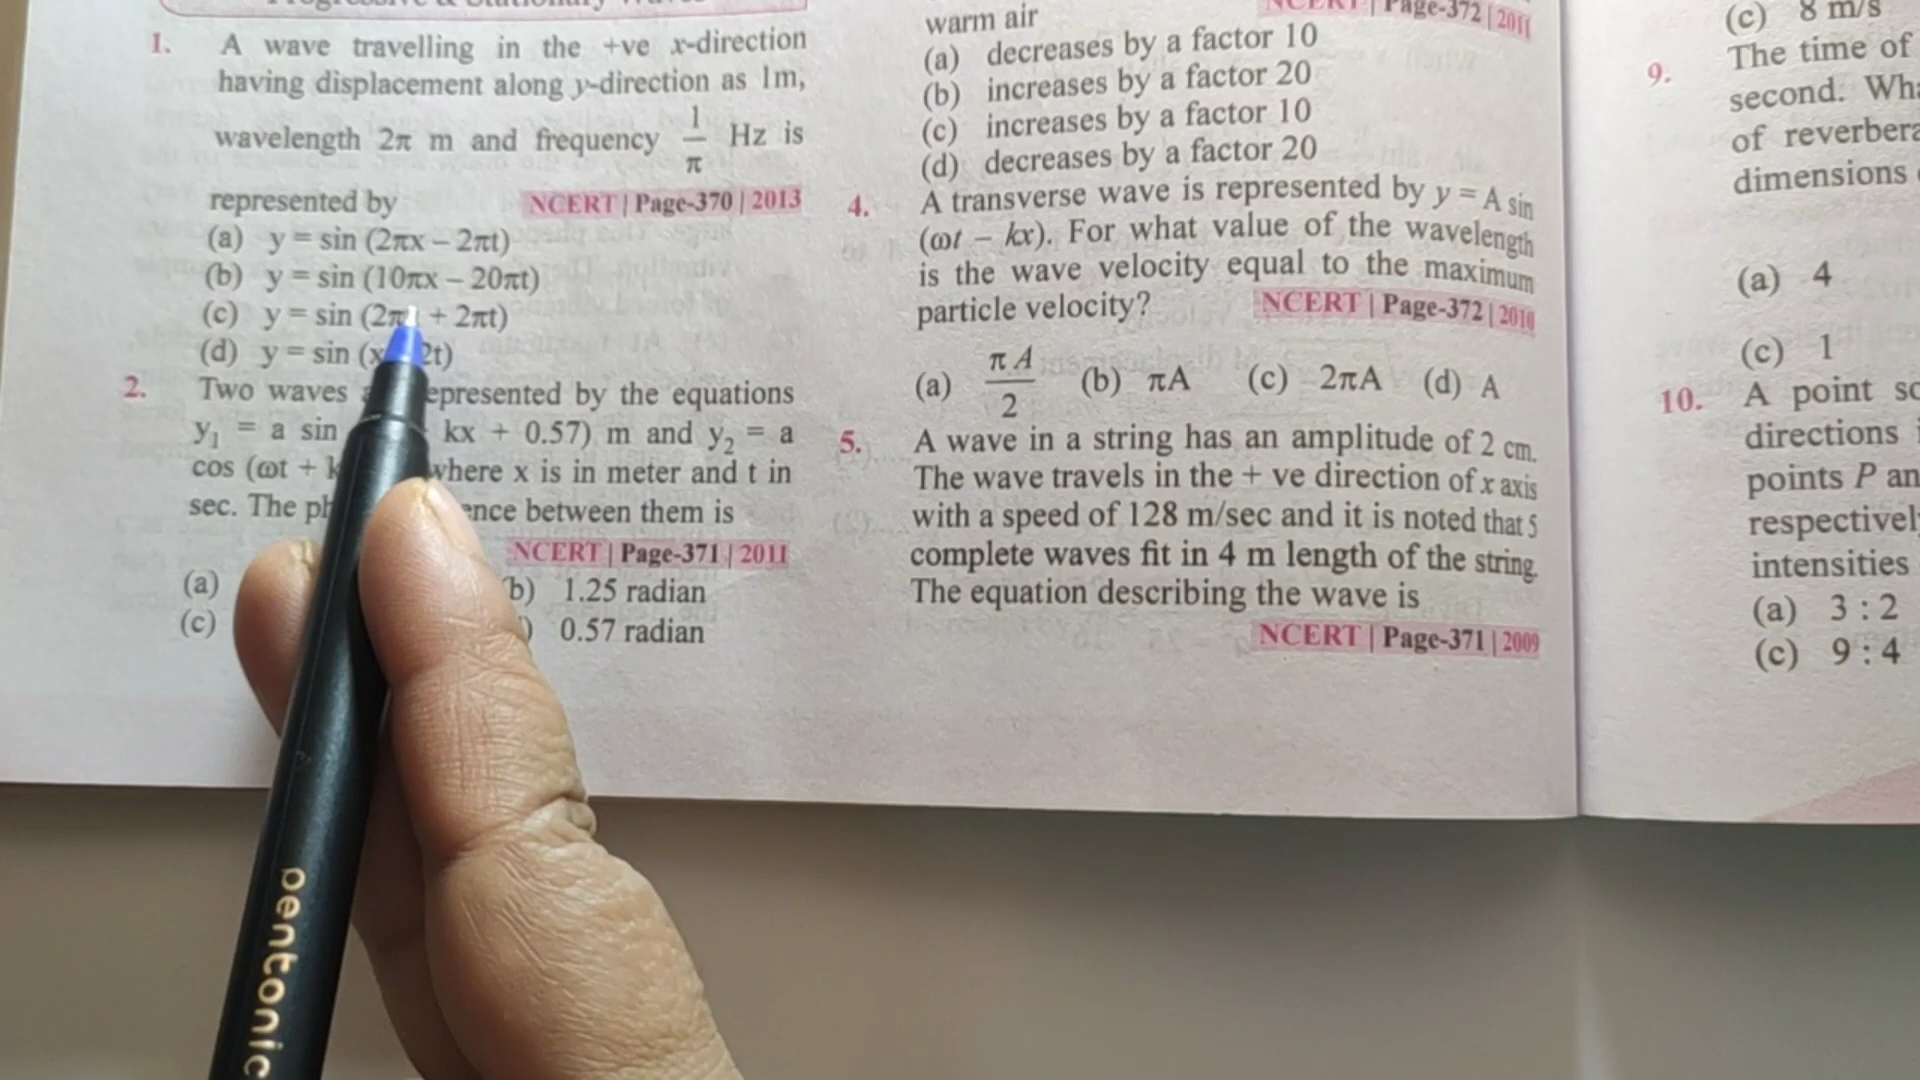 1. A wave travelling in the +ve x-direction
having displacement along y-direction as 1m,
wavelength 2π m and frequency 1/π Hz is
represented by NCERT | Page-370 | 2013
(a) y = sin (2πx – 2πt)
(b) y = sin (10πx – 20πt)
(c) y = sin (2π + 2πt)
(d) y = sin (x 2t)
2. Two waves represented by the equations
y₁ = a sin kx + 0.57) m and y₂ = a
cos (ωt + where x is in meter and t in
sec. The between them is
NCERT | Page-371 | 2011
(a) (b) 1.25 radian
(c) ) 0.57 radian
warm air
NCERT | Page-372 | 2011
(a) decreases by a factor 10
(b) increases by a factor 20
(c) increases by a factor 10
(d) decreases by a factor 20
4. A transverse wave is represented by y = A sin
(ωt – kx). For what value of the wavelength
is the wave velocity equal to the maximum
particle velocity? NCERT | Page-372 | 2010
(a) πA/2 (b) πA (c) 2πA (d) A
5. A wave in a string has an amplitude of 2 cm.
The wave travels in the + ve direction of x axis
with a speed of 128 m/sec and it is noted that 5
complete waves fit in 4 m length of the string.
The equation describing the wave is
NCERT | Page-371 | 2009
(c) 8 m/s
9. The time of
second.
of
dimensions
(a) 4
(c) 1
10. A point
directions
points P
respectively
intensities
(a) 3 : 2
(c) 9 : 4
pentonic